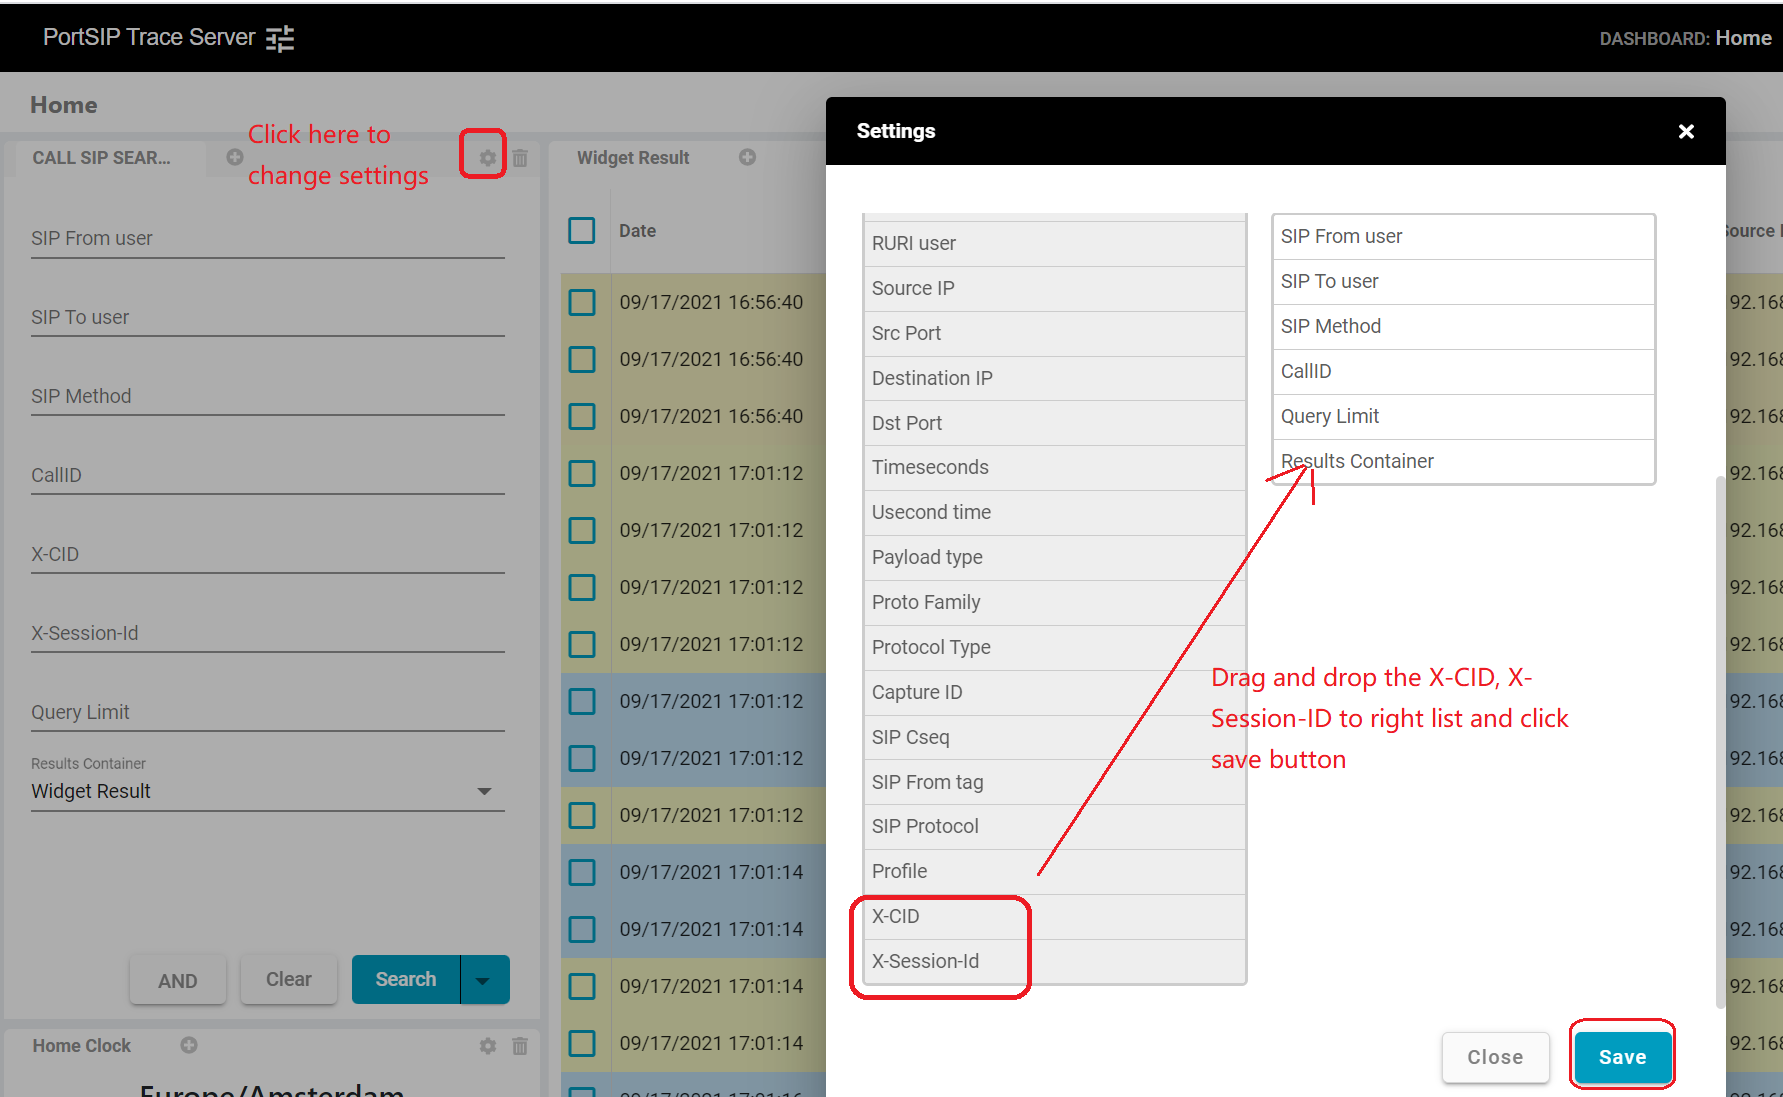 PortSIP Trace Server
DASHBOARD: Home
Home
Click here to
change settings
CALL SIP SEAR...
SIP From user
SIP To user
SIP Method
CallID
X-CID
X-Session-Id
Query Limit
Results Container
Widget Result
AND
Clear
Search
Home Clock
Europe/Amsterdam
Widget Result
Date
09/17/2021 16:56:40
09/17/2021 16:56:40
09/17/2021 16:56:40
09/17/2021 17:01:12
09/17/2021 17:01:12
09/17/2021 17:01:12
09/17/2021 17:01:12
09/17/2021 17:01:12
09/17/2021 17:01:12
09/17/2021 17:01:12
09/17/2021 17:01:14
09/17/2021 17:01:14
09/17/2021 17:01:14
09/17/2021 17:01:14
Settings
RURI user
Source IP
Src Port
Destination IP
Dst Port
Timeseconds
Usecond time
Payload type
Proto Family
Protocol Type
Capture ID
SIP Cseq
SIP From tag
SIP Protocol
Profile
X-CID
X-Session-Id
SIP From user
SIP To user
SIP Method
CallID
Query Limit
Results Container
Drag and drop the X-CID, X-
Session-ID to right list and click
save button
Close
Save
Source
92.168
92.168
92.168
92.168
92.168
92.168
92.168
92.168
92.168
92.168
92.168
92.168
92.168
92.168